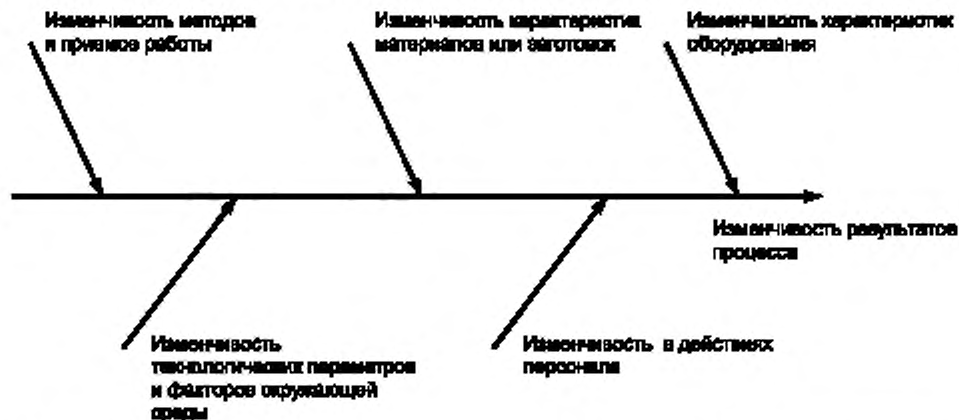 Изменчивость методов
и приемов работы
Изменчивость характеристик
материалов или заготовок
Изменчивость характеристик
оборудования
Изменчивость результатов
процесса
Изменчивость
технологических параметров
и факторов окружающей
среды
Изменчивость в действиях
персонала